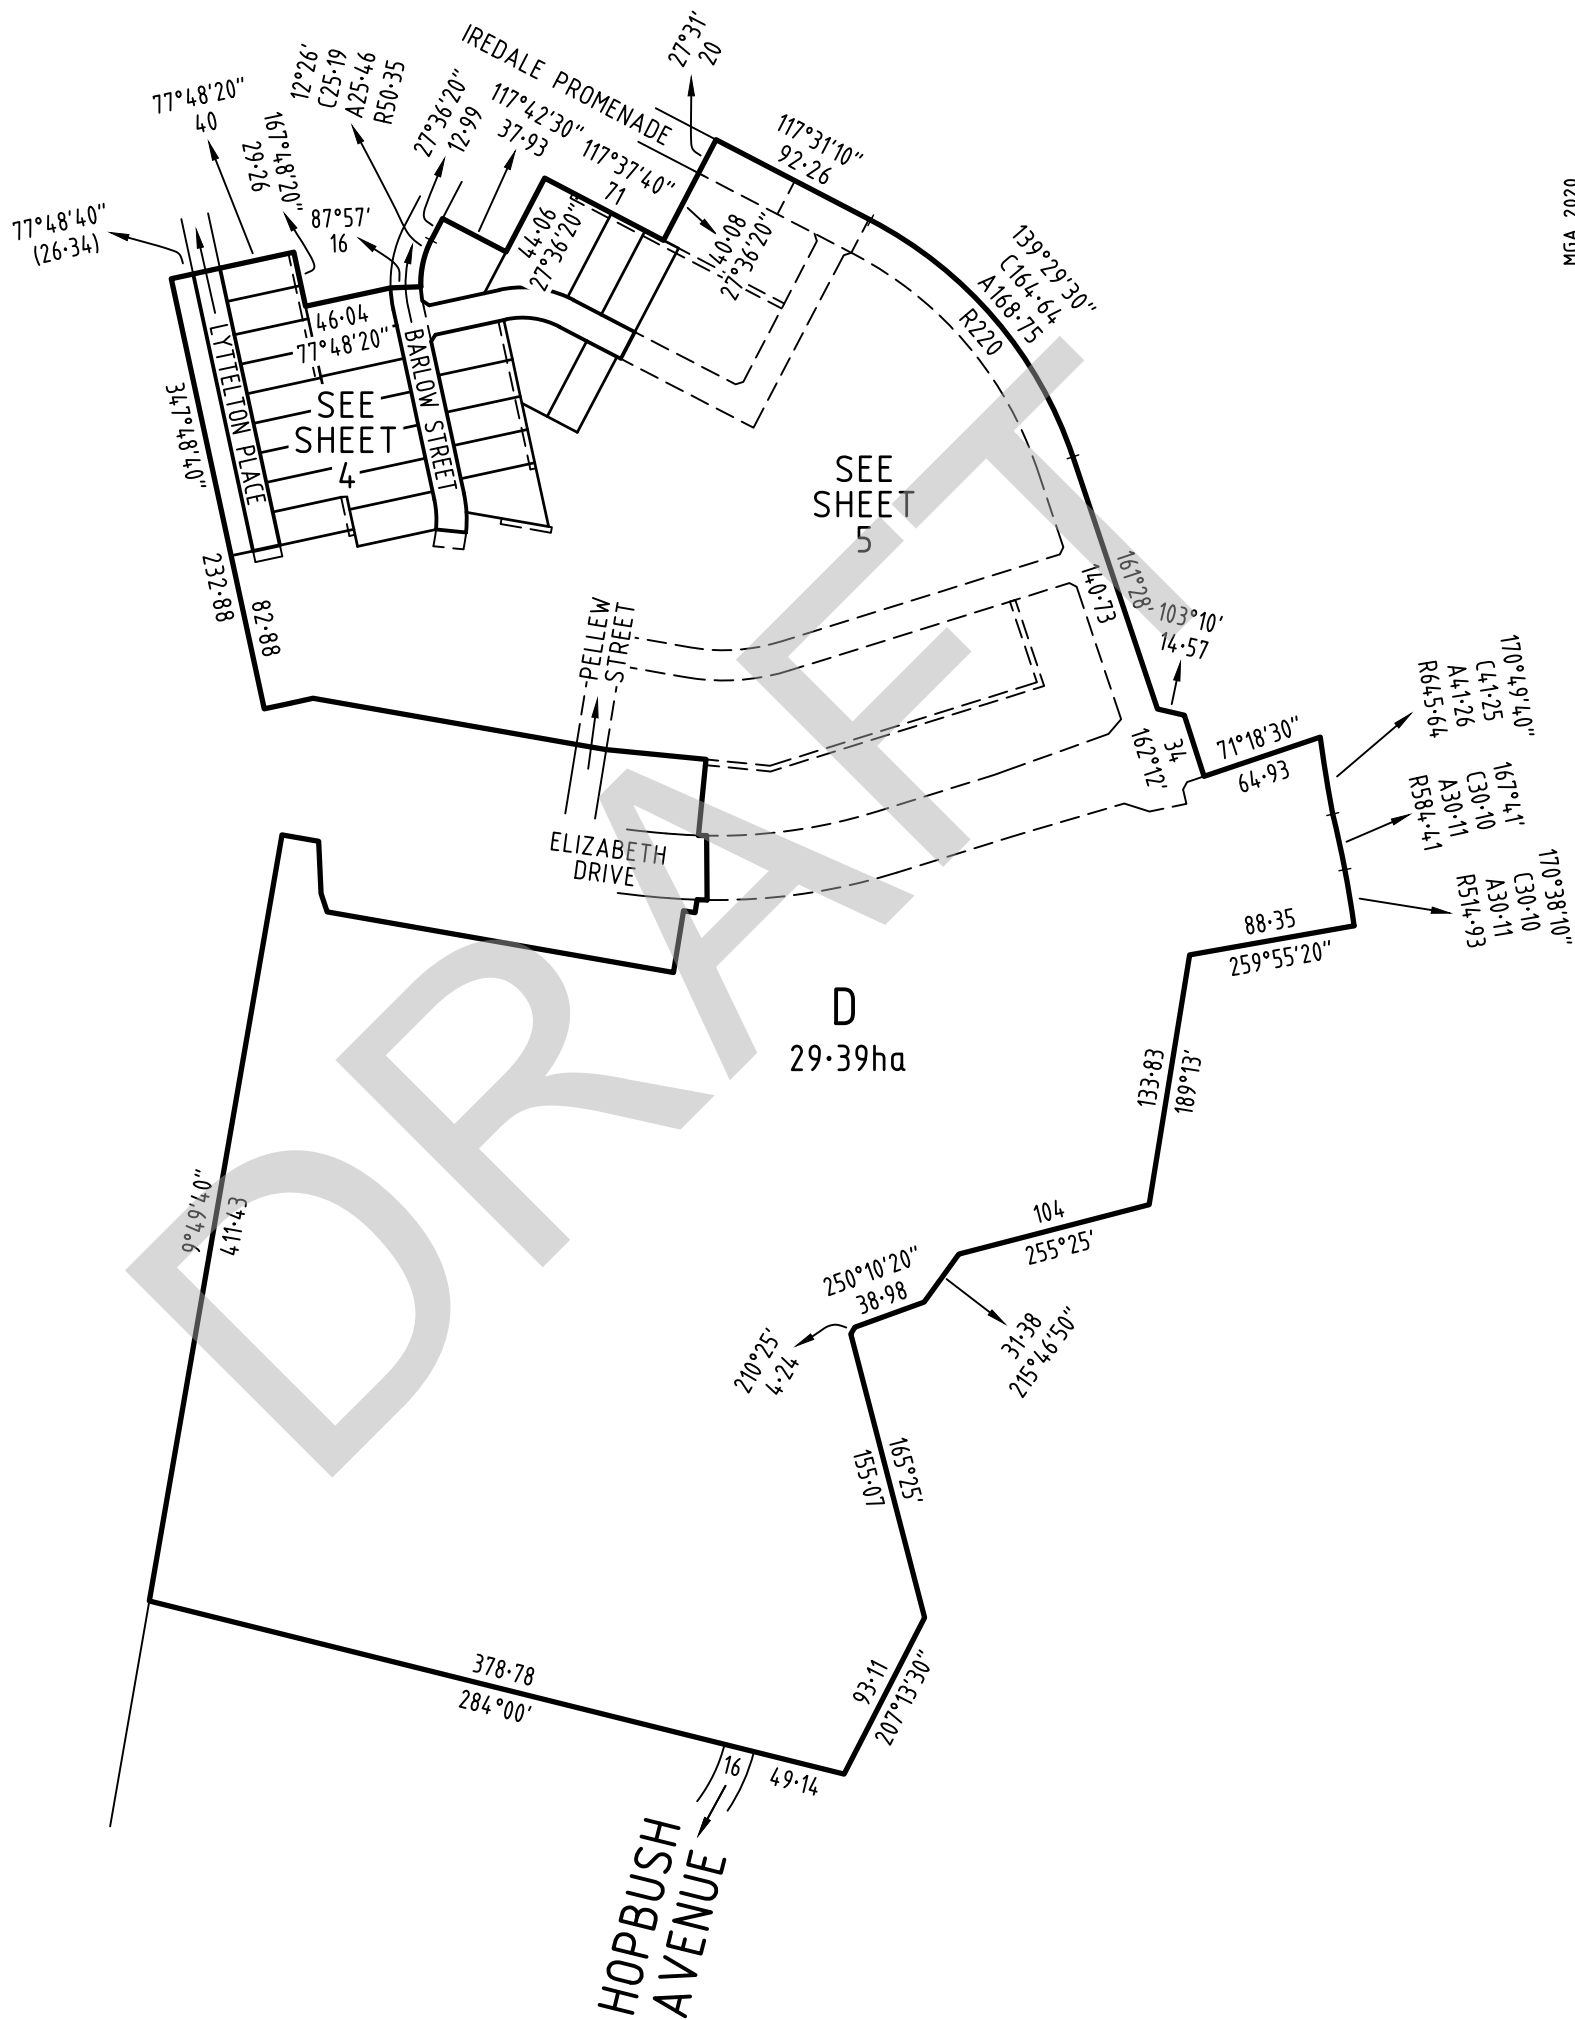 IREDALE PROMENADE
27°31'
20
12°26'
C25·19
A25·46
R50·35
77°48'20"
40
167°48'20"
29·26
27°36'20"
12·99
117°42'30"
37·93
117°37'40"
71
117°31'10"
92·26
MGA 2020
77°48'40"
(26·34)
87°57'
16
44·06
27°36'20"
40·08
27°36'20"
139°29'30"
C164·64
A168·75
R220
46·04
77°48'20"
LYTTELTON PLACE
BARLOW STREET
347°48'40"
SEE
SHEET
4
SEE
SHEET
5
232·88
82·88
PELLEW
STREET
161°28'
140·73
103°10'
14·57
34
162°12'
71°18'30"
64·93
170°49'40"
C41·25
A41·26
R645·64
167°41'
C30·10
A30·11
R584·41
170°38'10"
C30·10
A30·11
R514·93
ELIZABETH
DRIVE
88·35
259°55'20"
D
29·39ha
133·83
189°13'
9°49'40"
411·43
104
255°25'
250°10'20"
38·98
31·38
215°46'50"
210°25'
4·24
165°25'
155·07
378·78
284°00'
93·11
207°13'30"
16
49·14
HOPBUSH
AVENUE
DRAFT